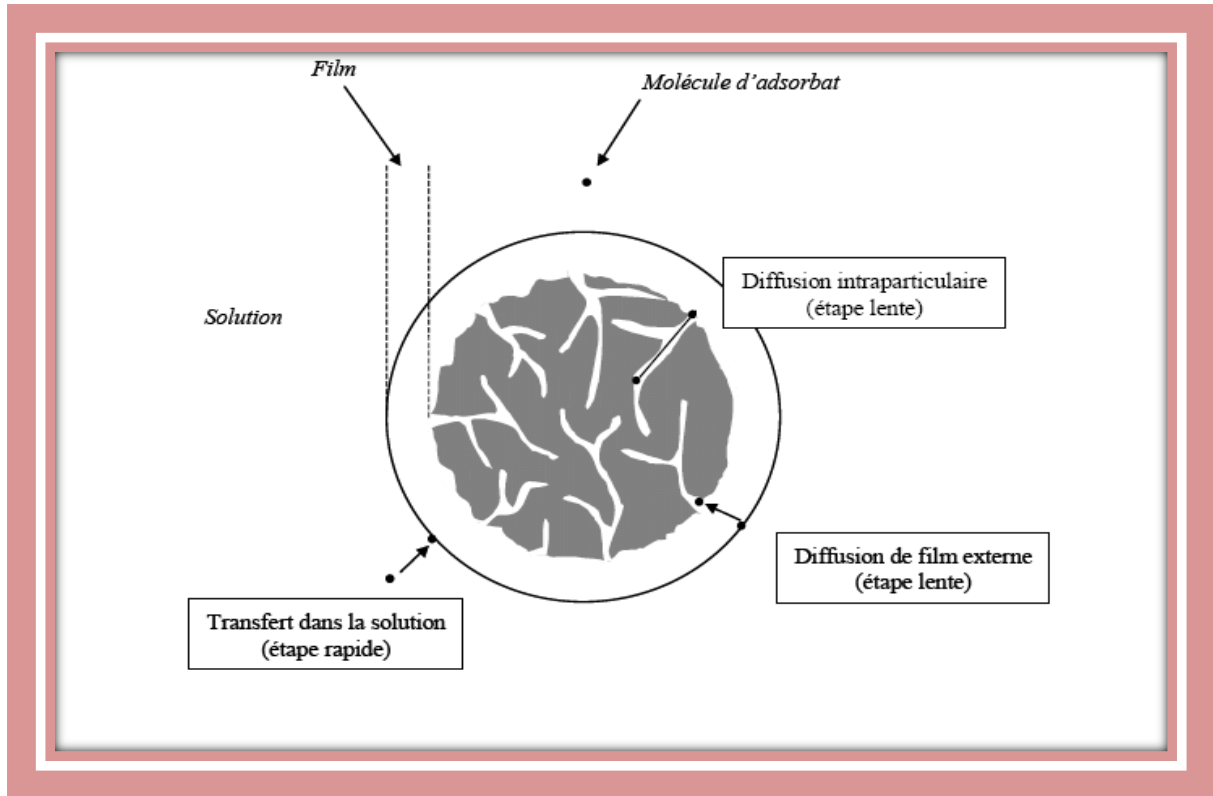 Film
Molécule d'adsorbat
Solution
Diffusion intraparticulaire
(étape lente)
Diffusion de film externe
(étape lente)
Transfert dans la solution
(étape rapide)